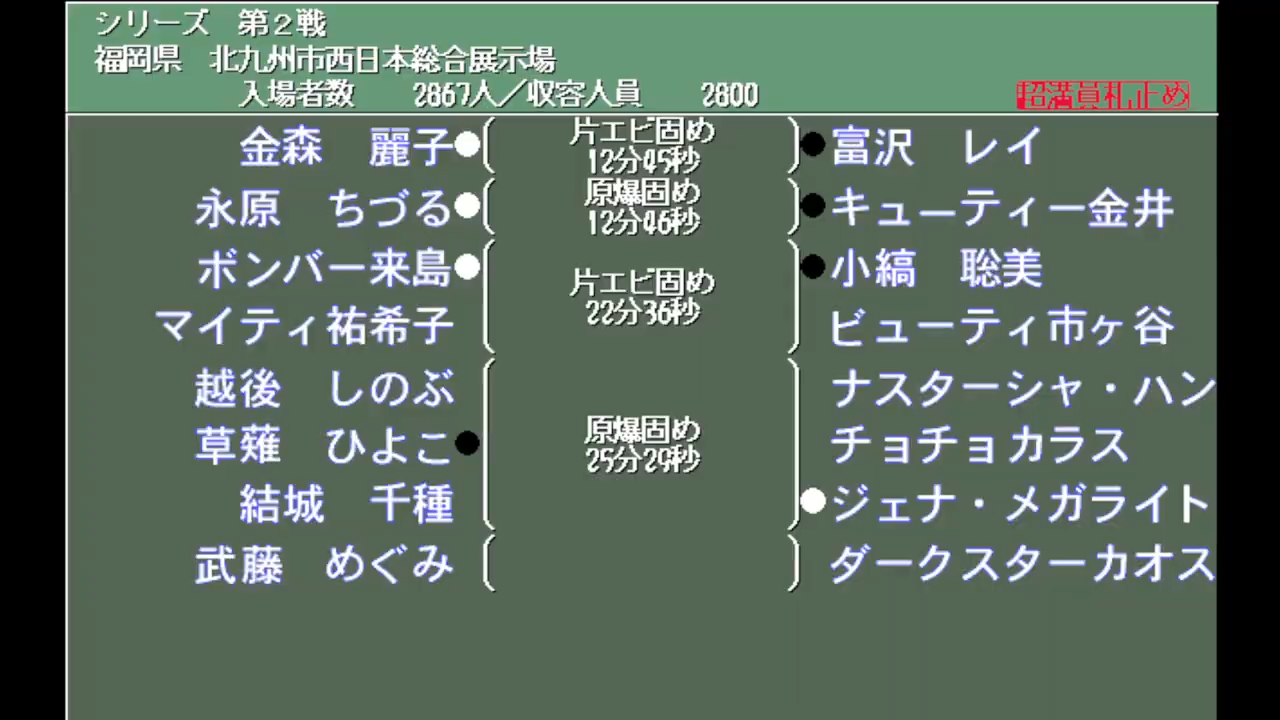 シリーズ　第２戦
福岡県　北九州市西日本総合展示場
入場者数　2867人／収容人員　2800　超満員札止め
金森　麗子 片エビ固め 富沢　レイ
12分45秒
永原　ちづる 原爆固め キューティー金井
12分46秒
ボンバー来島 片エビ固め 小縞　聡美
マイティ祐希子 22分36秒 ビューティ市ヶ谷
越後　しのぶ ナスターシャ・ハン
草薙　ひよこ 原爆固め チョチョカラス
25分29秒
結城　千種 ジェナ・メガライト
武藤　めぐみ ダークスターカオス